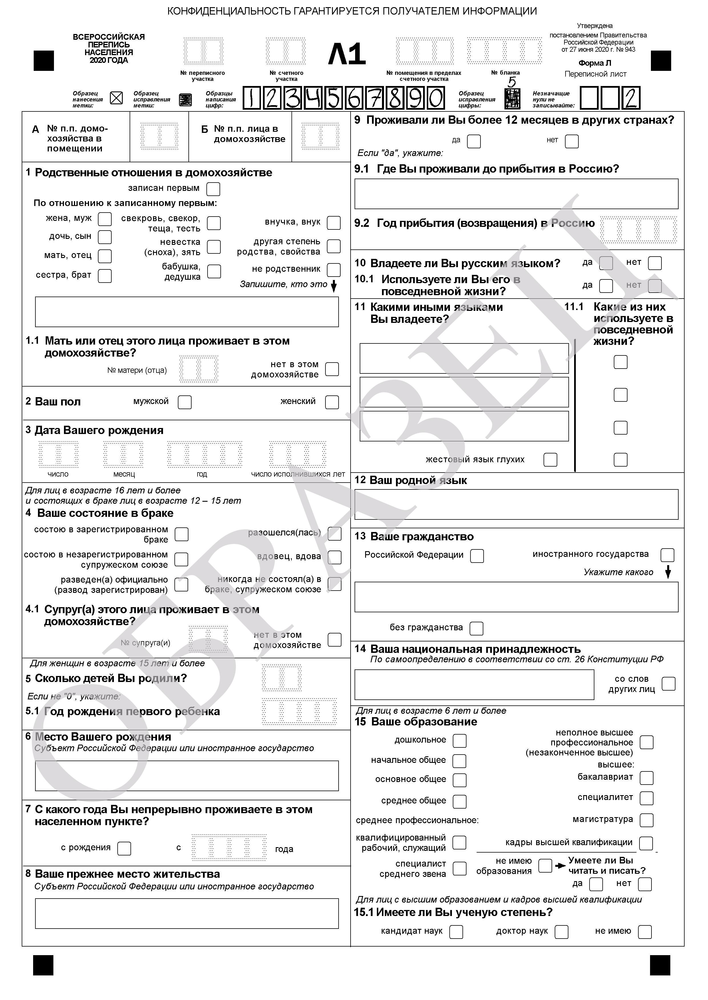 КОНФИДЕНЦИАЛЬНОСТЬ ГАРАНТИРУЕТСЯ ПОЛУЧАТЕЛЕМ ИНФОРМАЦИИ
ВСЕРОССИЙСКАЯ
ПЕРЕПИСЬ
НАСЕЛЕНИЯ
2020 ГОДА
№ переписного
участка
№ счетного
участка
Л1
№ помещения в пределах
счетного участка
№ бланка
Утверждена
постановлением Правительства
Российской Федерации
от 27 июня 2020 г. № 943
Форма Л
Переписной лист
Образец
нанесения
метки:
Образец
исправления
метки:
Образцы
написания
цифр:
1 2 3 4 5 6 7 8 9 0
Образец
исправления
цифры:
5
Незначащие
нули не
записывайте:
2
А № п.п. домо-
хозяйства в
помещении
Б № п.п. лица в
домохозяйстве
1 Родственные отношения в домохозяйстве
записан первым
По отношению к записанному первым:
жена, муж
дочь, сын
мать, отец
сестра, брат
свекровь, свекор,
теща, тесть
невестка
(сноха), зять
бабушка,
дедушка
внучка, внук
другая степень
родства, свойства
не родственник
Запишите, кто это
1.1 Мать или отец этого лица проживает в этом
домохозяйстве?
№ матери (отца)
нет в этом
домохозяйстве
2 Ваш пол мужской женский
3 Дата Вашего рождения
число месяц год число исполнившихся лет
Для лиц в возрасте 16 лет и более
и состоящих в браке лиц в возрасте 12 – 15 лет
4 Ваше состояние в браке
состою в зарегистрированном
браке
состою в незарегистрированном
супружеском союзе
разведен(а) официально
(развод зарегистрирован)
разошелся(лась)
вдовец, вдова
никогда не состоял(а) в
браке, супружеском союзе
4.1 Супруг(а) этого лица проживает в этом
домохозяйстве?
№ супруга(и)
нет в этом
домохозяйстве
Для женщин в возрасте 15 лет и более
5 Сколько детей Вы родили?
Если не "0", укажите:
5.1 Год рождения первого ребенка
6 Место Вашего рождения
Субъект Российской Федерации или иностранное государство
7 С какого года Вы непрерывно проживаете в этом
населенном пункте?
с рождения с года
8 Ваше прежнее место жительства
Субъект Российской Федерации или иностранное государство
9 Проживали ли Вы более 12 месяцев в других странах?
да нет
Если "да", укажите:
9.1 Где Вы проживали до прибытия в Россию?
9.2 Год прибытия (возвращения) в Россию
10 Владеете ли Вы русским языком? да нет
10.1 Используете ли Вы его в
повседневной жизни? да нет
11 Какими иными языками
Вы владеете?
11.1 Какие из них
используете в
повседневной
жизни?
жестовый язык глухих
12 Ваш родной язык
13 Ваше гражданство
Российской Федерации иностранного государства
Укажите какого
без гражданства
14 Ваша национальная принадлежность
По самоопределению в соответствии со ст. 26 Конституции РФ
со слов
других лиц
Для лиц в возрасте 6 лет и более
15 Ваше образование
дошкольное
начальное общее
основное общее
среднее общее
среднее профессиональное:
квалифицированный
рабочий, служащий
специалист
среднего звена
неполное высшее
профессиональное
(незаконченное высшее)
высшее:
бакалавриат
специалитет
магистратура
кадры высшей квалификации
не имею
образования
Умеете ли Вы
читать и писать?
да нет
Для лиц с высшим образованием и кадров высшей квалификации
15.1 Имеете ли Вы ученую степень?
кандидат наук доктор наук не имею
ОБРАЗЕЦ